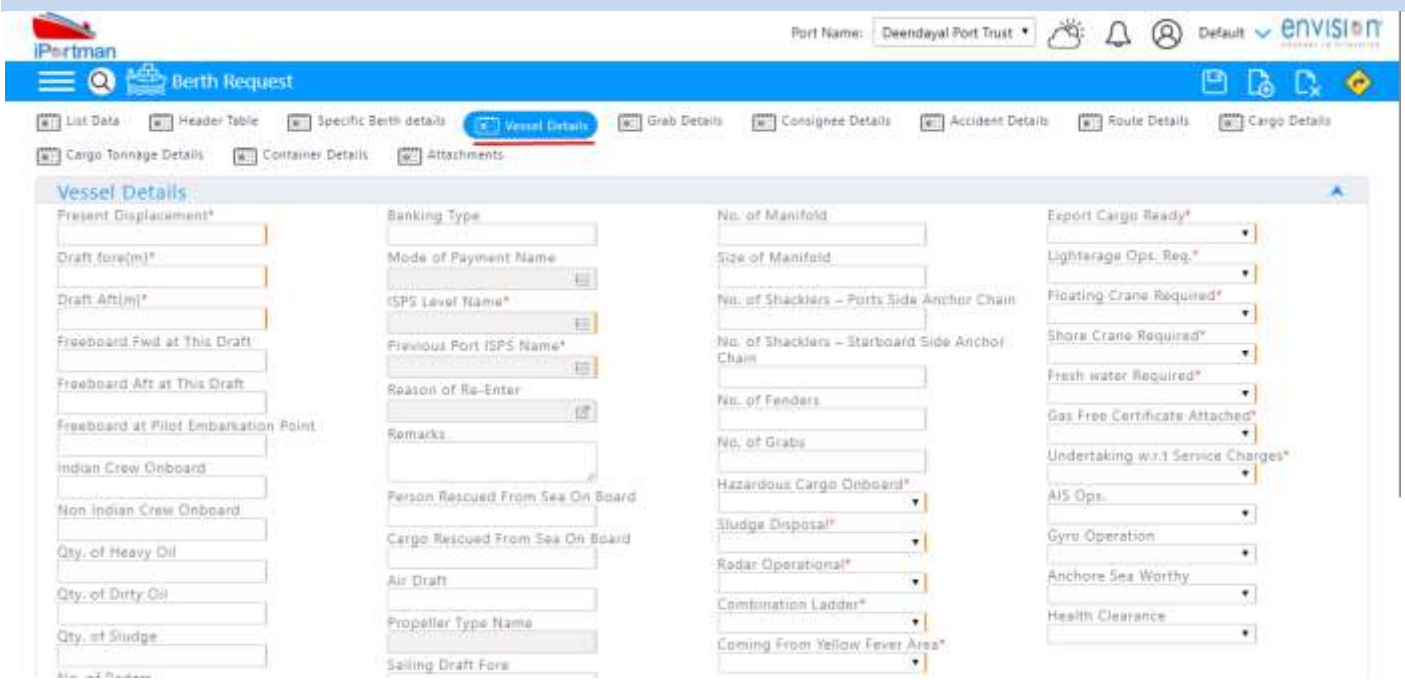 iPortman
Port Name: Deendayal Port Trust Default envision
Berth Request
List Data Header Table Specific Berth details Vessel Details Grab Details Consignee Details Accident Details Route Details Cargo Details
Cargo Tonnage Details Container Details Attachments
Vessel Details
Present Displacement*
Draft fore(m)*
Draft Aft(m)*
Freeboard Fwd at This Draft
Freeboard Aft at This Draft
Freeboard at Pilot Embarkation Point
Indian Crew Onboard
Non Indian Crew Onboard
Qty. of Heavy Oil
Qty. of Dirty Oil
Qty. of Sludge
Banking Type
Mode of Payment Name
ISPS Level Name*
Previous Port ISPS Name*
Reason of Re-Enter
Remarks
Person Rescued From Sea On Board
Cargo Rescued From Sea On Board
Air Draft
Propeller Type Name
Sailing Draft Fore
No. of Manifold
Size of Manifold
No. of Shacklers – Ports Side Anchor Chain
No. of Shacklers – Starboard Side Anchor
Chain
No. of Fenders
No. of Grabs
Hazardous Cargo Onboard*
Sludge Disposal*
Radar Operational*
Combination Ladder*
Coming From Yellow Fever Area*
Export Cargo Ready*
Lighterage Ops. Req.*
Floating Crane Required*
Shore Crane Required*
Fresh water Required*
Gas Free Certificate Attached*
Undertaking w.r.t Service Charges*
AIS Ops.
Gyro Operation
Anchore Sea Worthy
Health Clearance